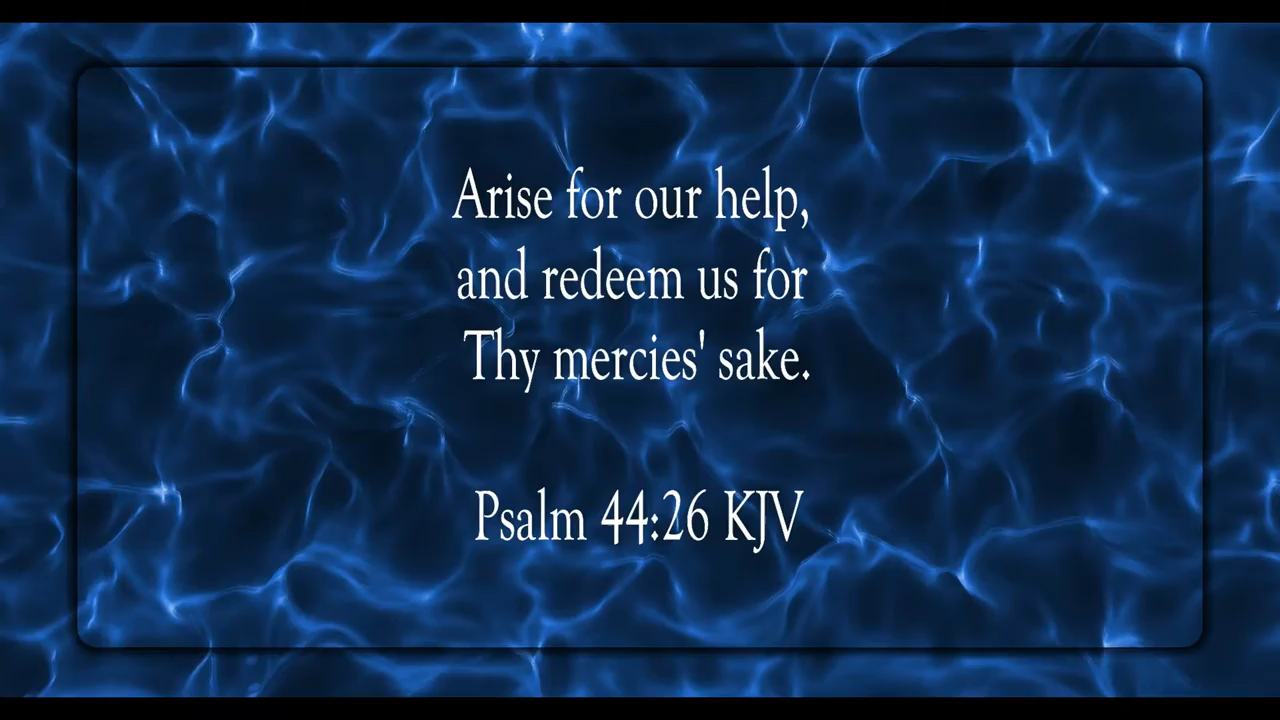 Arise for our help,
and redeem us for
Thy mercies' sake.
Psalm 44:26 KJV